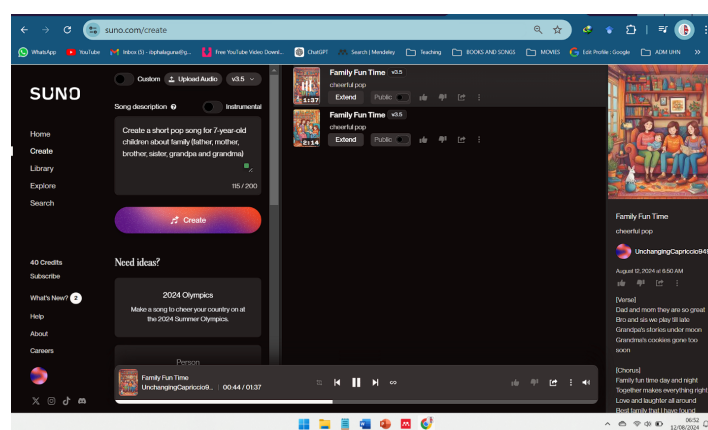 suno.com/create
WhatsApp
YouTube
Free YouTube Video Downl...
ChatGPT
Search | Mendeley
Teaching
BOOKS AND SONGS
MOVIES
Edit Profile : Google
ADM UHN
SUNO
Home
Create
Library
Explore
Search
40 Credits
Subscribe
What's New? 2
Help
About
Careers
Custom
Upload Audio
v3.5
Song description
Instrumental
Create a short pop song for 7-year-old
children about family (father, mother,
brother, sister, grandpa and grandma)
115 / 200
Create
Need ideas?
2024 Olympics
Make a song to cheer your country on at
the 2024 Summer Olympics.
Person
Family Fun Time v3.5
cheerful pop
1:37
Extend
Public
Family Fun Time v3.5
cheerful pop
2:14
Extend
Public
Family Fun Time
cheerful pop
UnchangingCapriccio945
August 12, 2024 at 6:50 AM
[Verse]
Dad and mom they are so great
Bro and sis we play till late
Grandpa's stories under moon
Grandma's cookies gone too
soon
[Chorus]
Family fun time day and night
Together makes everything right
Love and laughter all around
Best family that I have found
Family Fun Time
UnchangingCapriccio9...
00:44 / 01:37
06:52
12/08/2024